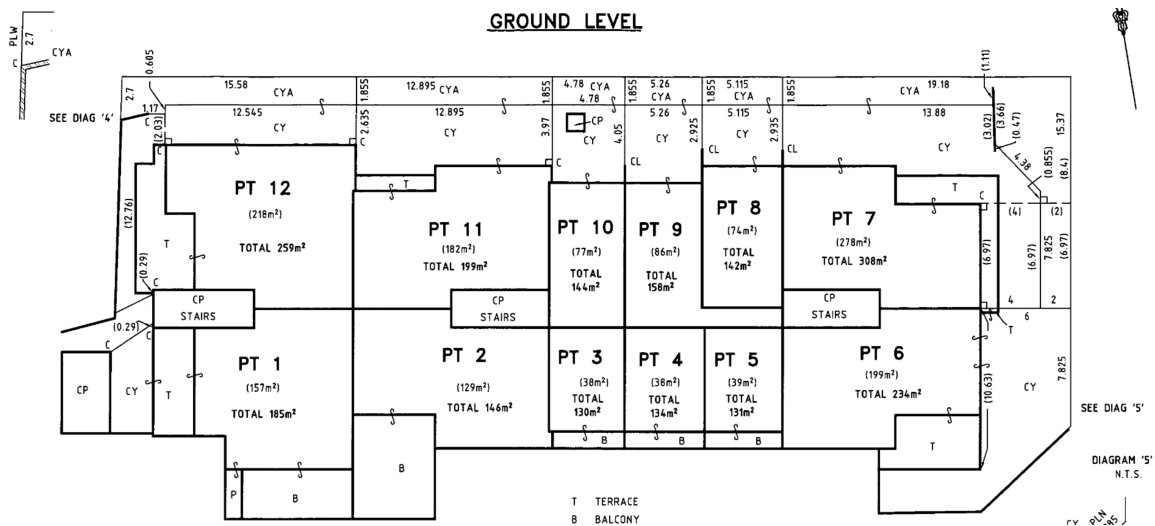 GROUND LEVEL
PLW
2.7
C
CYA
SEE DIAG '4'
0.605
2.7
1.17
C
(2.03)
C
15.58
CYA
12.545
CY
1.855
2.635
C
12.895
CYA
12.895
CY
1.855
3.97
C
4.78
CYA
4.78
CP
4.05
1.855
5.26
CYA
5.26
CY
2.925
CL
CL
1.855
5.115
CYA
5.115
CY
2.935
CL
1.855
19.18
CYA
13.88
CY
(1.11)
(3.66)
(3.02)
(0.47)
4.38
(0.855)
15.37
(8.4)
PT 12
(218m²)
TOTAL 259m²
T
(12.76)
(0.29)
C
T
PT 11
(182m²)
TOTAL 199m²
PT 10
(77m²)
TOTAL
144m²
PT 9
(86m²)
TOTAL
158m²
PT 8
(74m²)
TOTAL
142m²
PT 7
(278m²)
TOTAL 308m²
T
C
(4)
(2)
(6.97)
(6.97)
7.825
(6.97)
4
2
6
T
CP
STAIRS
CP
STAIRS
CP
STAIRS
(0.29)
C
C
CP
CY
T
PT 1
(157m²)
TOTAL 185m²
P
B
PT 2
(129m²)
TOTAL 146m²
B
PT 3
(38m²)
TOTAL
130m²
B
PT 4
(38m²)
TOTAL
134m²
B
PT 5
(39m²)
TOTAL
131m²
B
PT 6
(199m²)
TOTAL 234m²
T
(10.63)
CY
7.825
SEE DIAG '5'
DIAGRAM '5'
N.T.S.
T TERRACE
B BALCONY
CY
PLN